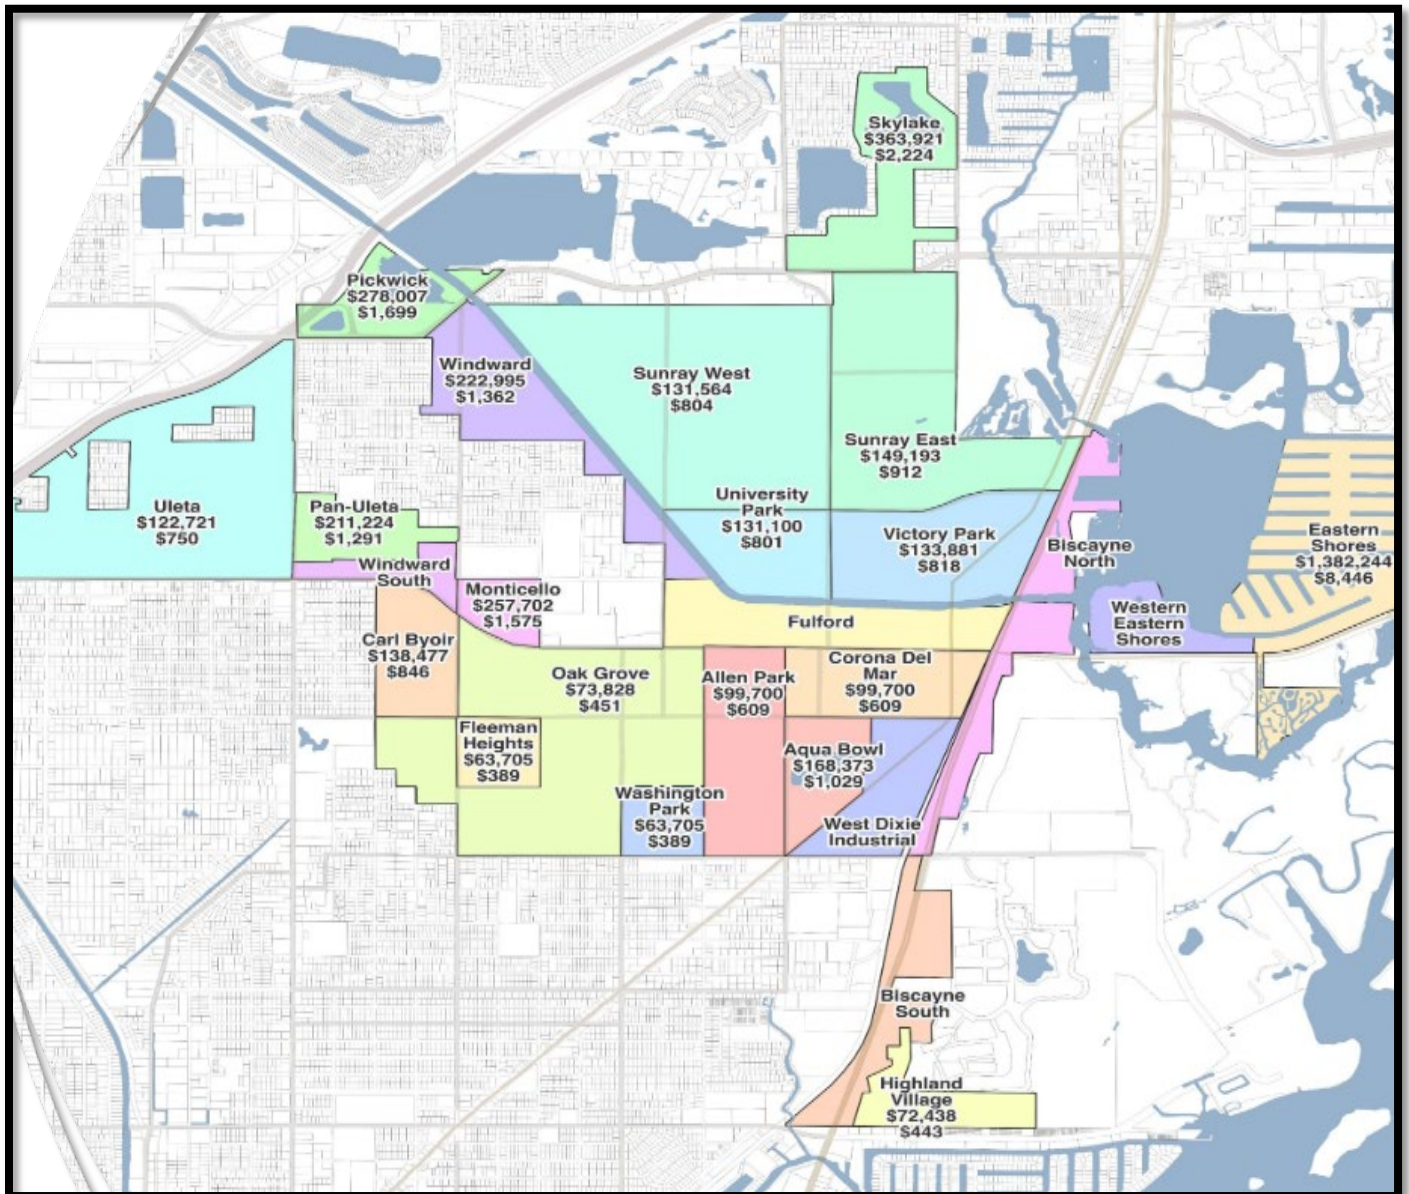 Skylake
$363,921
$2,224
Pickwick
$278,007
$1,699
Windward
$222,995
$1,362
Sunray West
$131,564
$804
Sunray East
$149,193
$912
Uleta
$122,721
$750
Pan-Uleta
$211,224
$1,291
University
Park
$131,100
$801
Victory Park
$133,881
$818
Biscayne
North
Eastern
Shores
$1,382,244
$8,446
Windward
South
Monticello
$257,702
$1,575
Western
Eastern
Shores
Fulford
Carl Byoir
$138,477
$846
Oak Grove
$73,828
$451
Allen Park
$99,700
$609
Corona Del
Mar
$99,700
$609
Fleeman
Heights
$63,705
$389
Aqua Bowl
$168,373
$1,029
Washington
Park
$63,705
$389
West Dixie
Industrial
Biscayne
South
Highland
Village
$72,438
$443